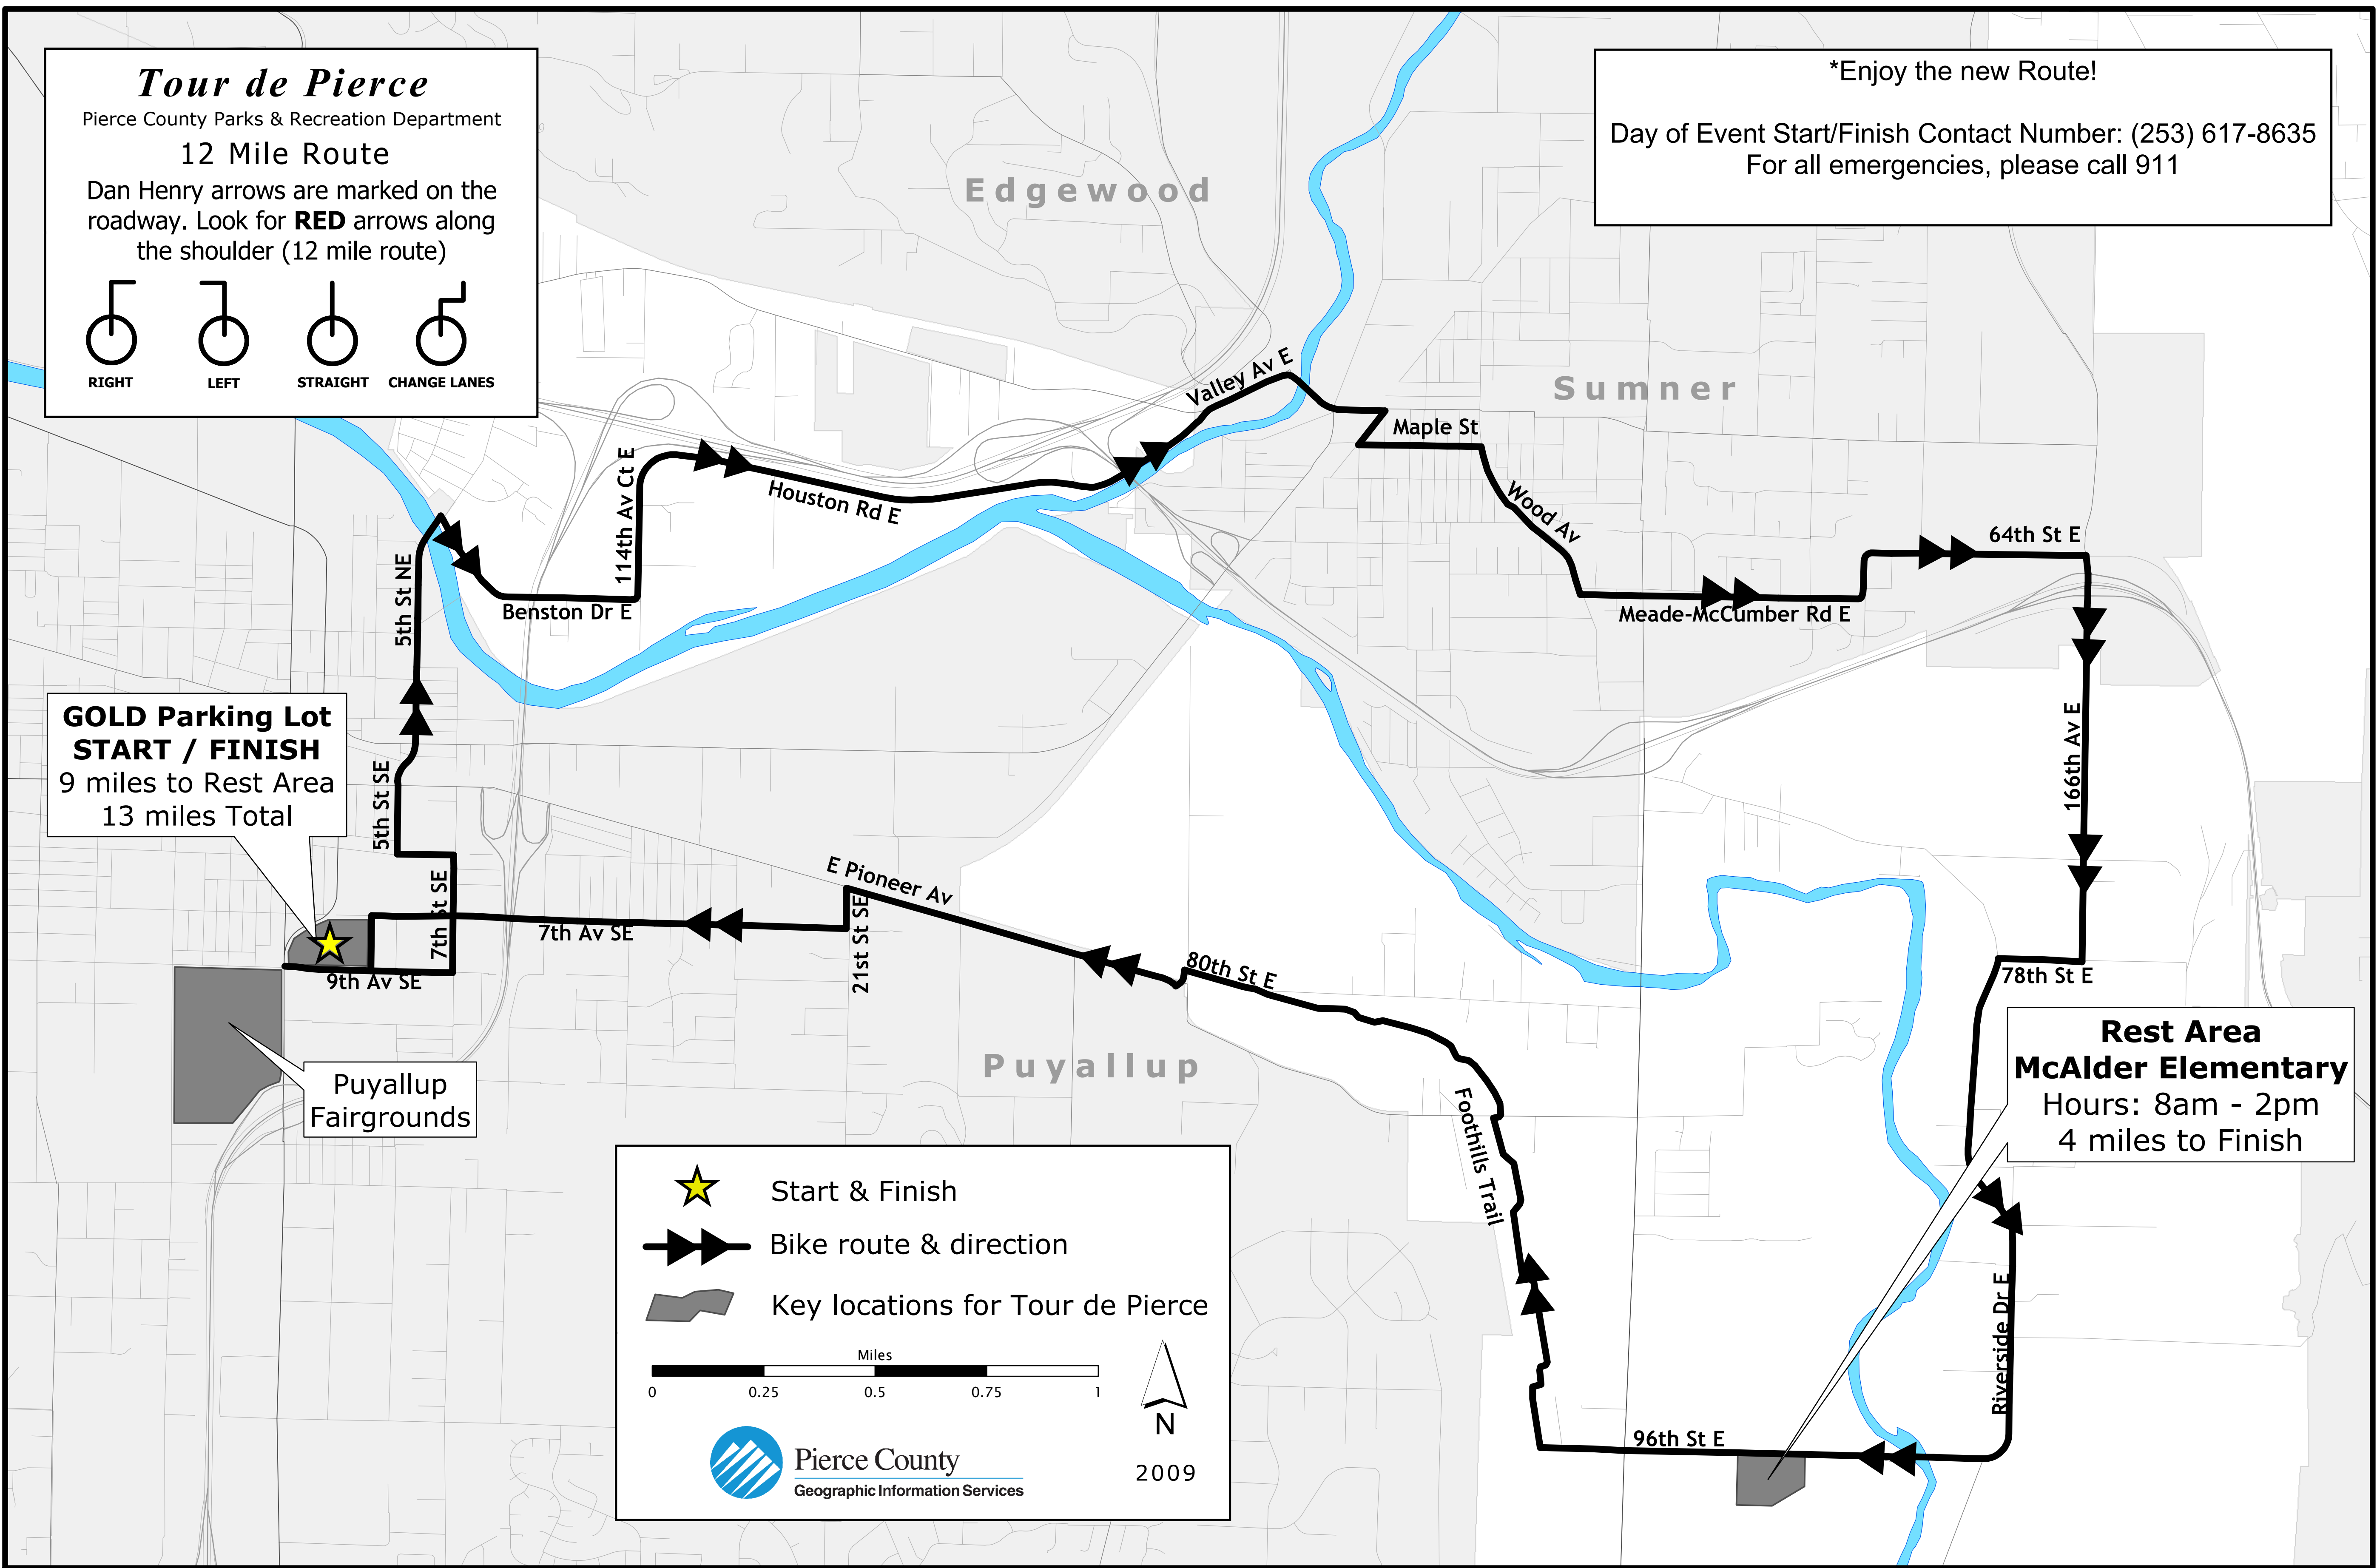 Tour de Pierce
Pierce County Parks & Recreation Department
12 Mile Route
Dan Henry arrows are marked on the
roadway. Look for RED arrows along
the shoulder (12 mile route)
RIGHT
LEFT
STRAIGHT
CHANGE LANES
*Enjoy the new Route!
Day of Event Start/Finish Contact Number: (253) 617-8635
For all emergencies, please call 911
Edgewood
Sumner
Valley Av E
Maple St
Wood Av
114th Av Ct E
Houston Rd E
64th St E
5th St NE
Benston Dr E
Meade-McCumber Rd E
GOLD Parking Lot
START / FINISH
9 miles to Rest Area
13 miles Total
5th St SE
166th Av E
E Pioneer Av
7th St SE
7th Av SE
21st St SE
9th Av SE
80th St E
78th St E
Puyallup
Fairgrounds
Puyallup
Rest Area
McAlder Elementary
Hours: 8am - 2pm
4 miles to Finish
Foothills Trail
Riverside Dr E
96th St E
Start & Finish
Bike route & direction
Key locations for Tour de Pierce
Miles
0 0.25 0.5 0.75 1
N
2009
Pierce County
Geographic Information Services